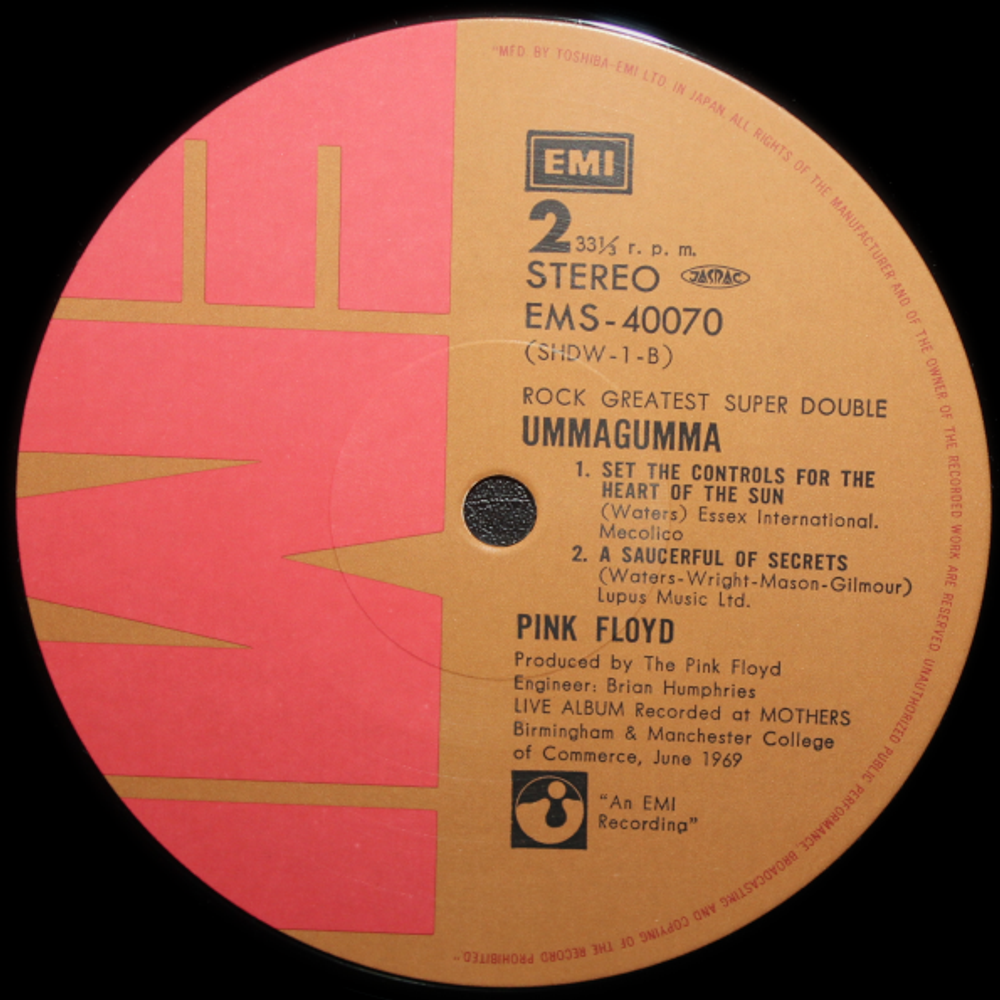 "MFD BY TOSHIBA-EMI LTD. IN JAPAN. ALL RIGHTS OF THE MANUFACTURER AND OF THE OWNER OF THE RECORDED WORK ARE RESERVED. UNAUTHORIZED PUBLIC PERFORMANCE, BROADCASTING AND COPYING OF THE RECORD PROHIBITED"
EMI
EMI
2 33⅓ r. p. m.
STEREO JASRAC
EMS-40070
(SHDW-1-B)
ROCK GREATEST SUPER DOUBLE
UMMAGUMMA
1. SET THE CONTROLS FOR THE
HEART OF THE SUN
(Waters) Essex International.
Mecolico
2. A SAUCERFUL OF SECRETS
(Waters-Wright-Mason-Gilmour)
Lupus Music Ltd.
PINK FLOYD
Produced by The Pink Floyd
Engineer: Brian Humphries
LIVE ALBUM Recorded at MOTHERS
Birmingham & Manchester College
of Commerce, June 1969
"An EMI
Recording"